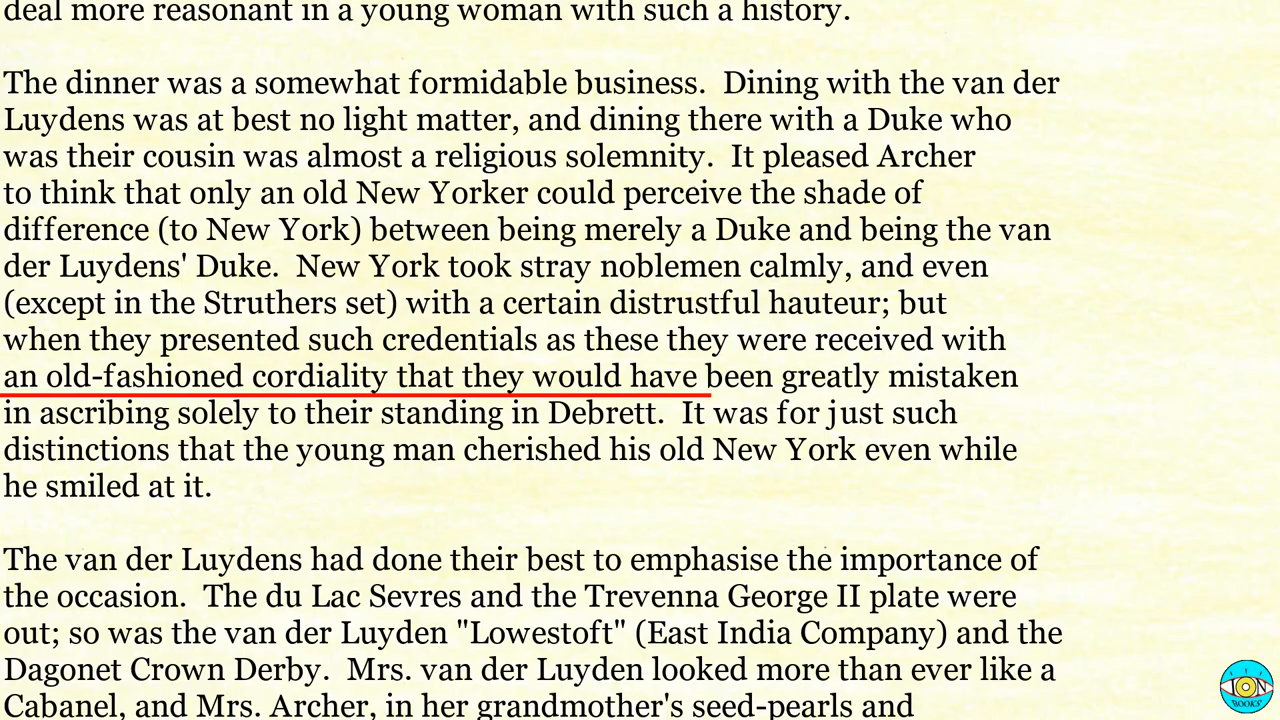 deal more reasonant in a young woman with such a history.
The dinner was a somewhat formidable business.  Dining with the van der
Luydens was at best no light matter, and dining there with a Duke who
was their cousin was almost a religious solemnity.  It pleased Archer
to think that only an old New Yorker could perceive the shade of
difference (to New York) between being merely a Duke and being the van
der Luydens' Duke.  New York took stray noblemen calmly, and even
(except in the Struthers set) with a certain distrustful hauteur; but
when they presented such credentials as these they were received with
an old-fashioned cordiality that they would have been greatly mistaken
in ascribing solely to their standing in Debrett.  It was for just such
distinctions that the young man cherished his old New York even while
he smiled at it.
The van der Luydens had done their best to emphasise the importance of
the occasion.  The du Lac Sevres and the Trevenna George II plate were
out; so was the van der Luyden "Lowestoft" (East India Company) and the
Dagonet Crown Derby.  Mrs. van der Luyden looked more than ever like a
Cabanel, and Mrs. Archer, in her grandmother's seed-pearls and
ION
BOOKS